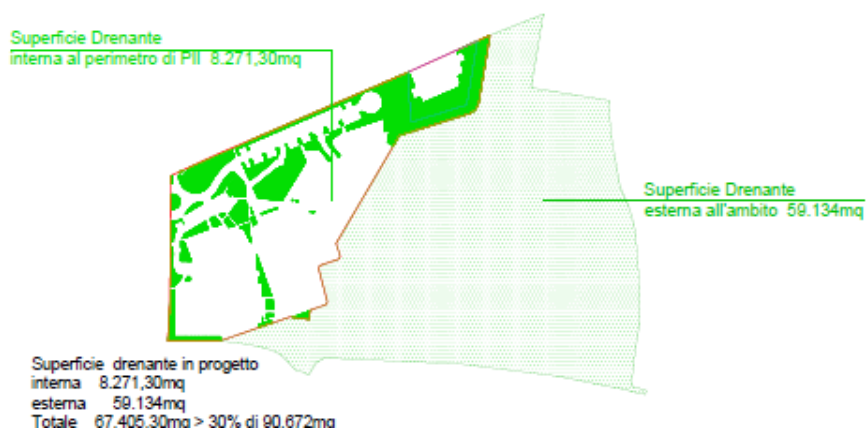 Superficie Drenante
interna al perimetro di PII 8.271,30mq
Superficie Drenante
esterna all'ambito 59.134mq
Superficie drenante in progetto
interna 8.271,30mq
esterna 59.134mq
Totale 67.405,30mq > 30% di 90.672mq